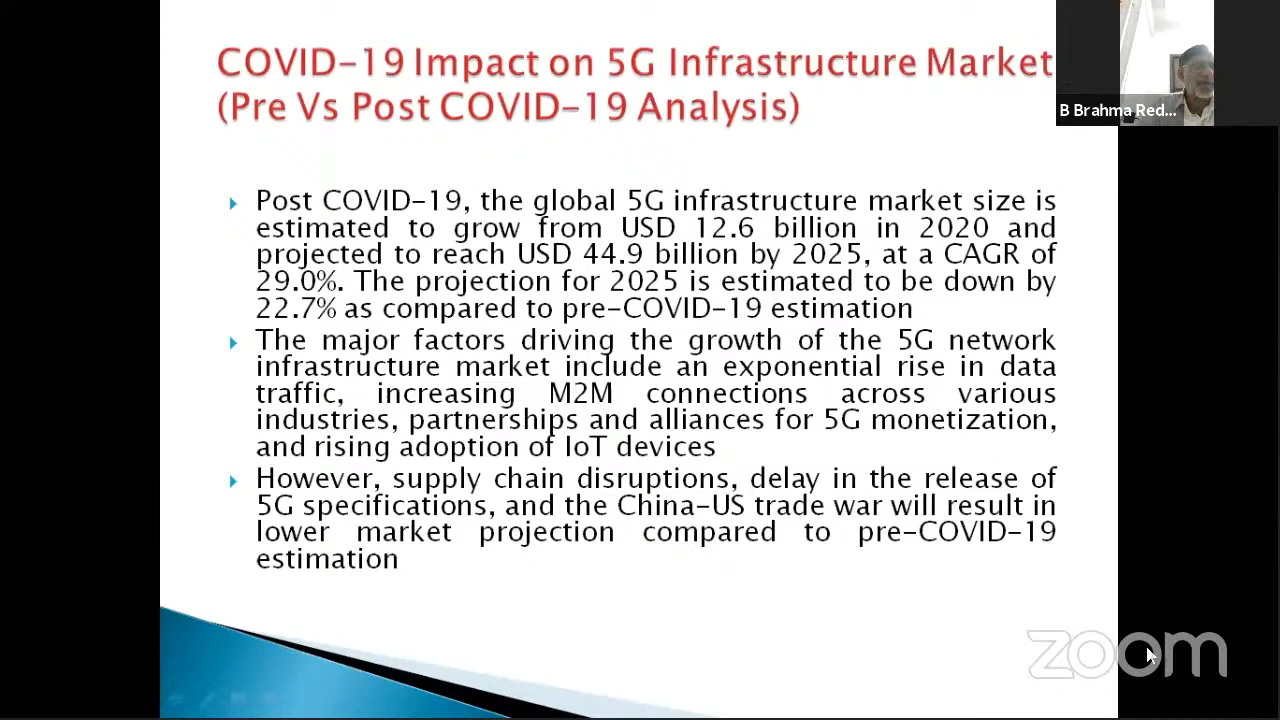 COVID-19 Impact on 5G Infrastructure Market
(Pre Vs Post COVID-19 Analysis)
B Brahma Red...
Post COVID-19, the global 5G infrastructure market size is
estimated to grow from USD 12.6 billion in 2020 and
projected to reach USD 44.9 billion by 2025, at a CAGR of
29.0%. The projection for 2025 is estimated to be down by
22.7% as compared to pre-COVID-19 estimation
The major factors driving the growth of the 5G network
infrastructure market include an exponential rise in data
traffic, increasing M2M connections across various
industries, partnerships and alliances for 5G monetization,
and rising adoption of IoT devices
However, supply chain disruptions, delay in the release of
5G specifications, and the China-US trade war will result in
lower market projection compared to pre-COVID-19
estimation
zoom